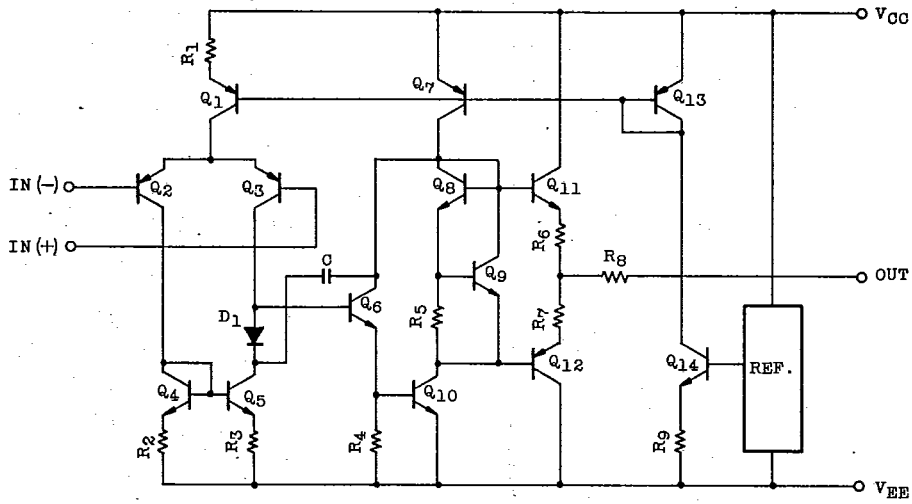 VCC
R1
Q1
Q7
Q13
IN(-)
Q2
Q3
Q8
Q11
IN(+)
R6
R8
C
Q9
OUT
D1
Q6
R5
R7
Q4
Q5
Q10
Q12
Q14
REF.
R2
R3
R4
R9
VEE